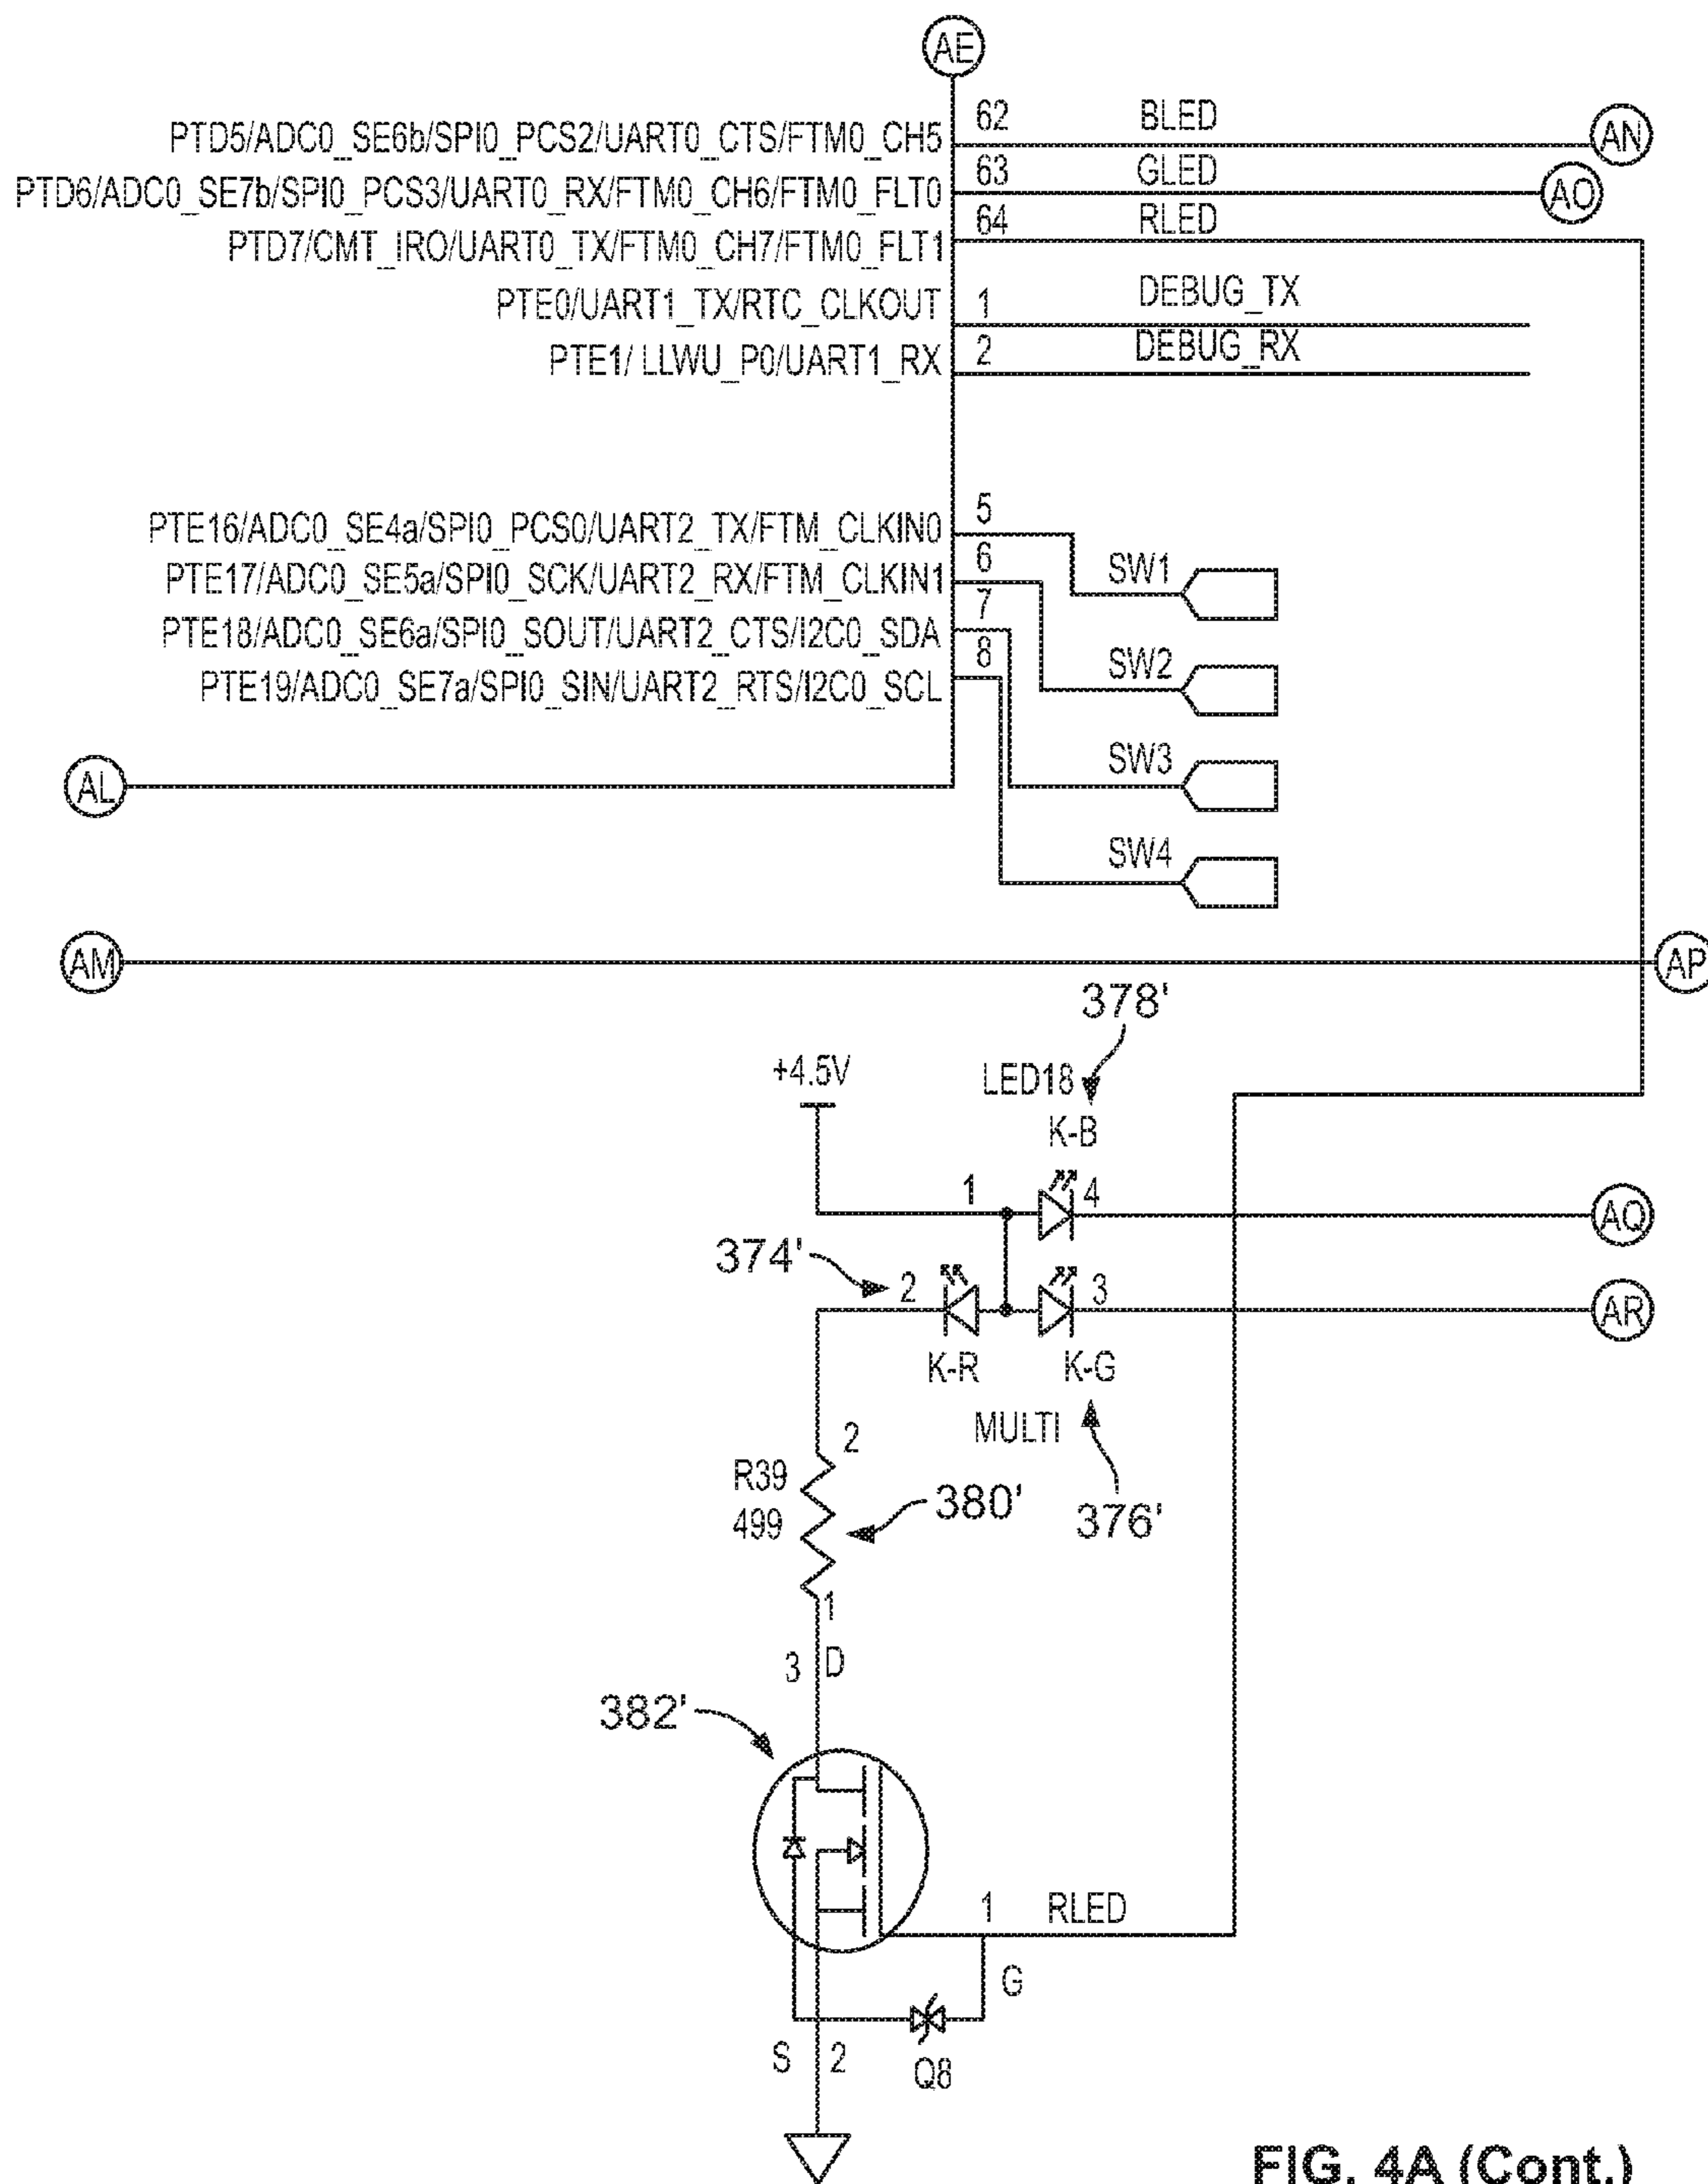 AE
PTD5/ADC0_SE6b/SPI0_PCS2/UART0_CTS/FTM0_CH5 62 BLED AN
PTD6/ADC0_SE7b/SPI0_PCS3/UART0_RX/FTM0_CH6/FTM0_FLT0 63 GLED AO
PTD7/CMT_IRO/UART0_TX/FTM0_CH7/FTM0_FLT1 64 RLED
PTE0/UART1_TX/RTC_CLKOUT 1 DEBUG_TX
PTE1/ LLWU_P0/UART1_RX 2 DEBUG_RX
PTE16/ADC0_SE4a/SPI0_PCS0/UART2_TX/FTM_CLKIN0 5
PTE17/ADC0_SE5a/SPI0_SCK/UART2_RX/FTM_CLKIN1 6 SW1
PTE18/ADC0_SE6a/SPI0_SOUT/UART2_CTS/I2C0_SDA 7
PTE19/ADC0_SE7a/SPI0_SIN/UART2_RTS/I2C0_SCL 8 SW2
AL SW3
SW4
AM AP
378'
+4.5V LED18
K-B
1 4 AQ
374' 2 3 AR
K-R K-G
MULTI
2
R39
499 380' 376'
1
3 D
382'
1 RLED
G
S 2 Q8
FIG. 4A (Cont.)